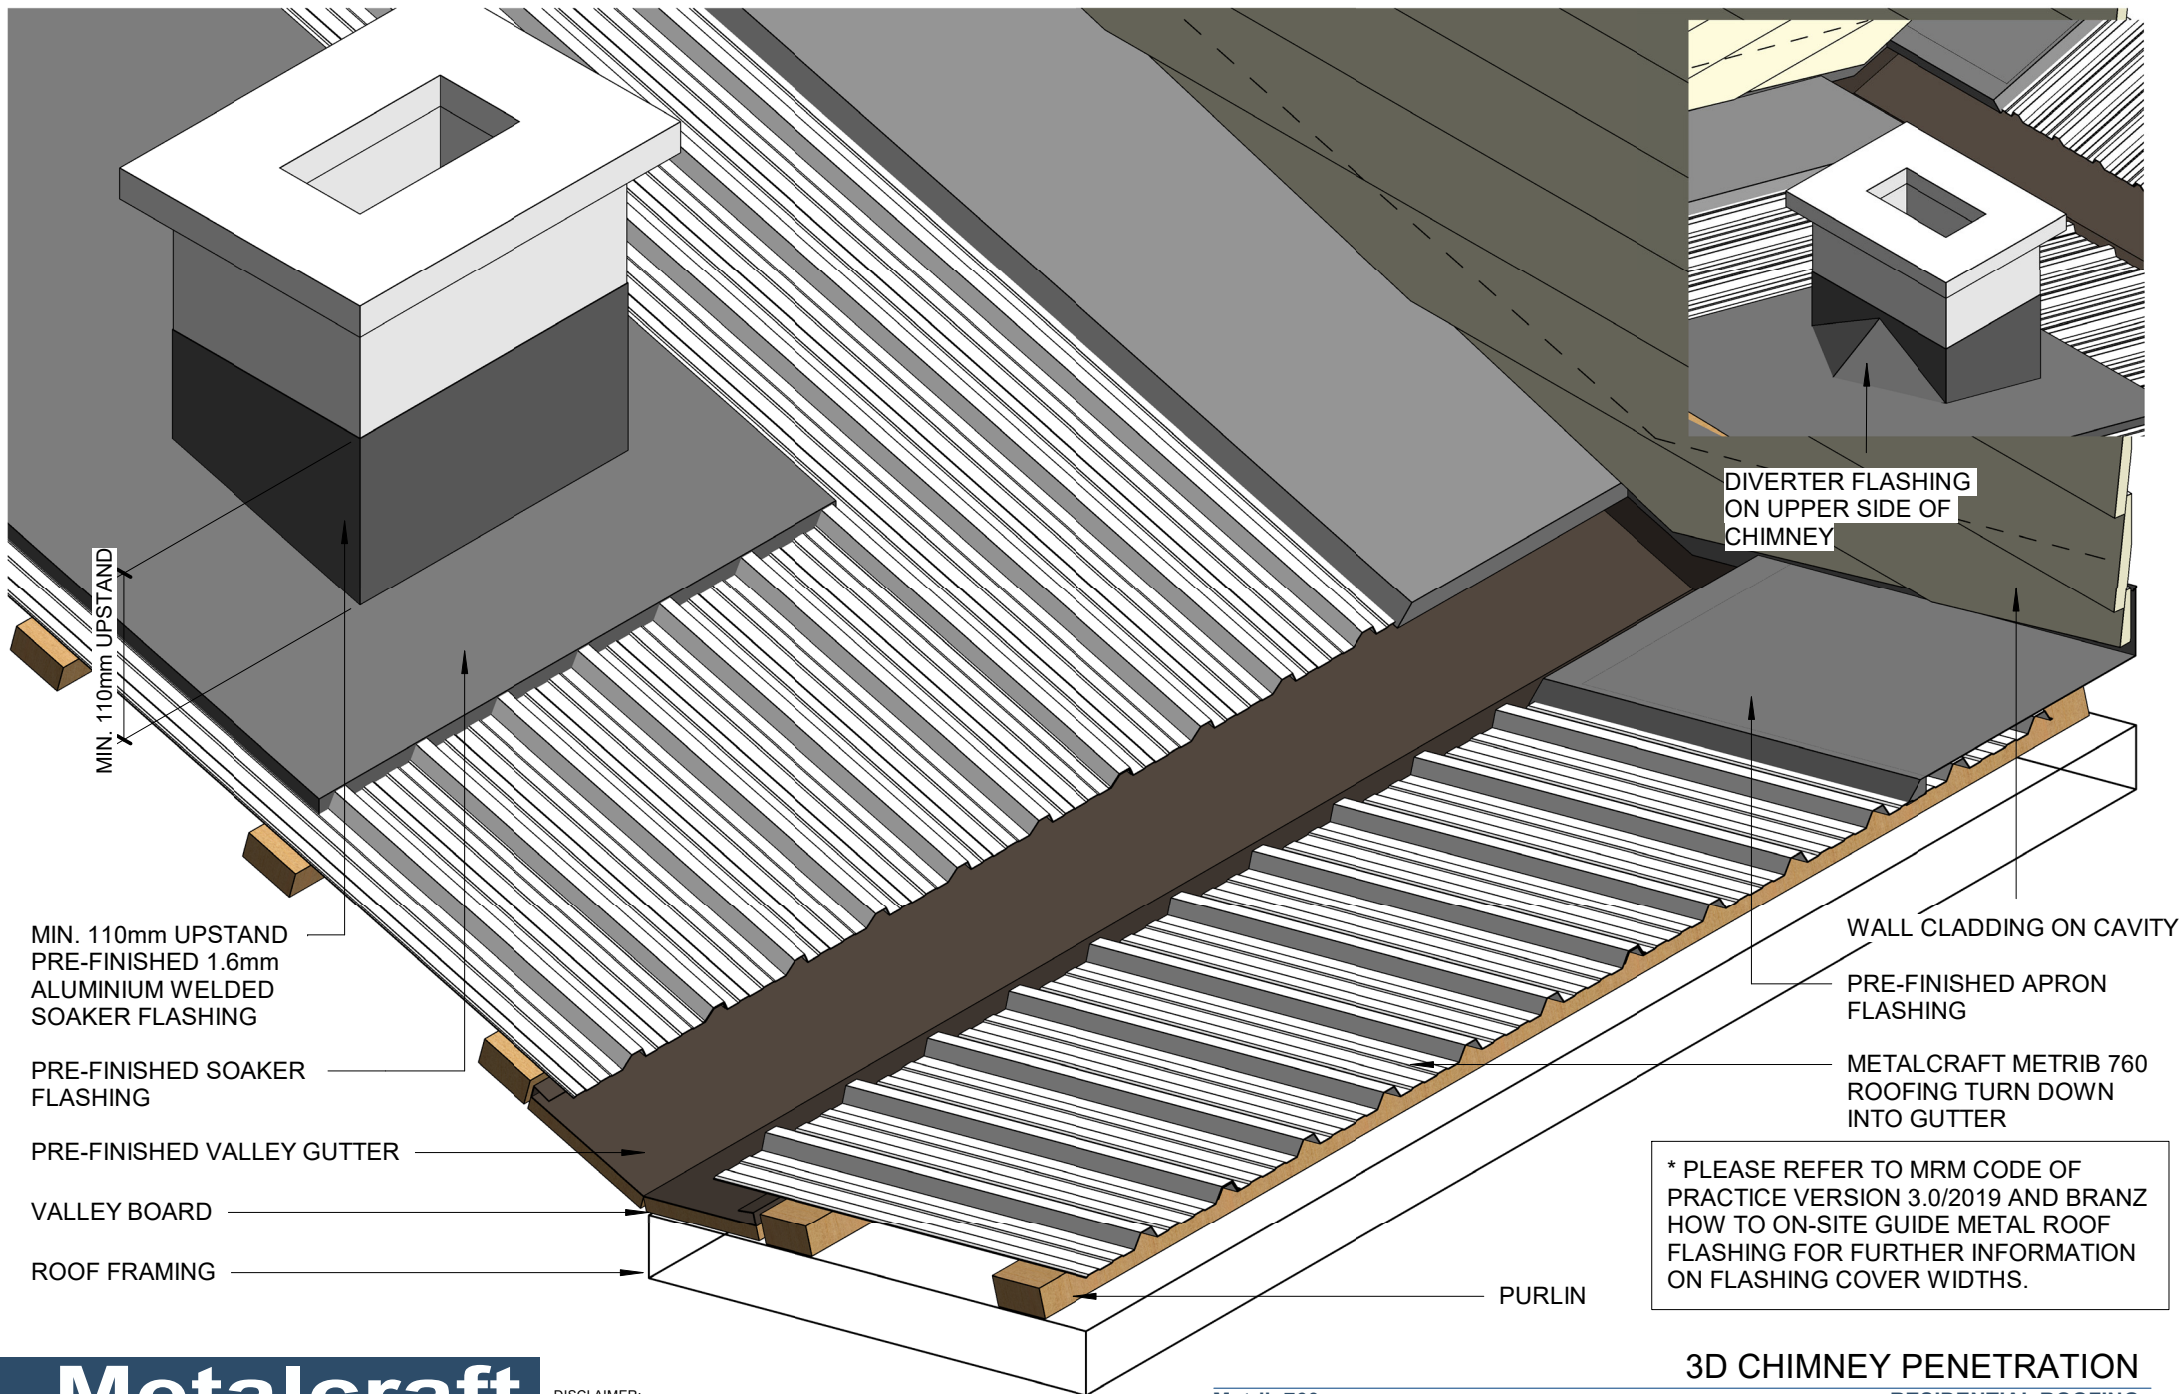 DIVERTER FLASHING
ON UPPER SIDE OF
CHIMNEY
MIN. 110mm UPSTAND
MIN. 110mm UPSTAND
PRE-FINISHED 1.6mm
ALUMINIUM WELDED
SOAKER FLASHING
PRE-FINISHED SOAKER
FLASHING
PRE-FINISHED VALLEY GUTTER
VALLEY BOARD
ROOF FRAMING
WALL CLADDING ON CAVITY
PRE-FINISHED APRON
FLASHING
METALCRAFT METRIB 760
ROOFING TURN DOWN
INTO GUTTER
* PLEASE REFER TO MRM CODE OF
PRACTICE VERSION 3.0/2019 AND BRANZ
HOW TO ON-SITE GUIDE METAL ROOF
FLASHING FOR FURTHER INFORMATION
ON FLASHING COVER WIDTHS.
PURLIN
3D CHIMNEY PENETRATION
Metalcraft
DISCLAIMER:
RESIDENTIAL ROOFING